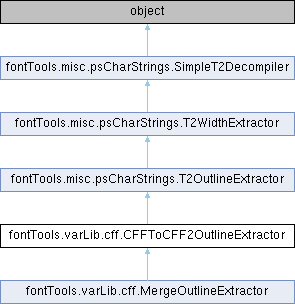 object
fontTools.misc.psCharStrings.SimpleT2Decompiler
fontTools.misc.psCharStrings.T2WidthExtractor
fontTools.misc.psCharStrings.T2OutlineExtractor
fontTools.varLib.cff.CFFToCFF2OutlineExtractor
fontTools.varLib.cff.MergeOutlineExtractor